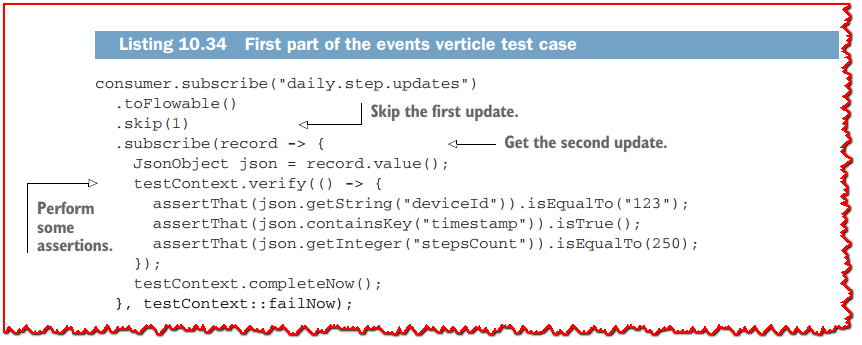 Listing 10.34 First part of the events verticle test case
consumer.subscribe("daily.step.updates")
.toFlowable()
Skip the first update.
.skip(1)
.subscribe(record -> {
Get the second update.
JsonObject json = record.value();
testContext.verify(() -> {
Perform
some
assertions.
assertThat(json.getString("deviceId")).isEqualTo("123");
assertThat(json.containsKey("timestamp")).isTrue();
assertThat(json.getInteger("stepsCount")).isEqualTo(250);
});
testContext.completeNow();
}, testContext::failNow);